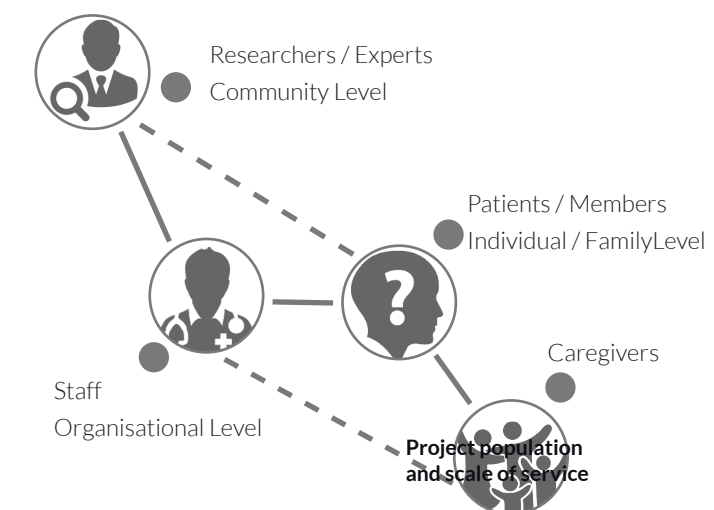 Researchers / Experts
Community Level
Patients / Members
Individual / FamilyLevel
Caregivers
Staff
Organisational Level
Project population
and scale of service